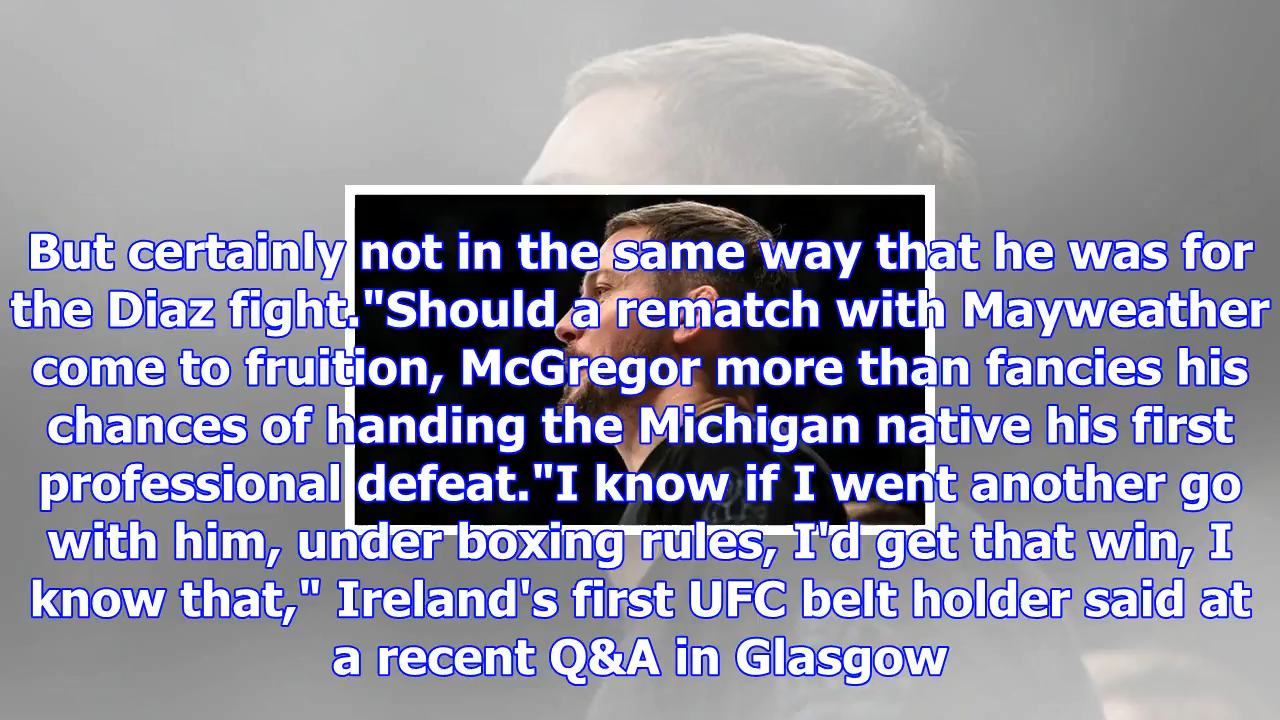 But certainly not in the same way that he was for
the Diaz fight."Should a rematch with Mayweather
come to fruition, McGregor more than fancies his
chances of handing the Michigan native his first
professional defeat."I know if I went another go
with him, under boxing rules, I'd get that win, I
know that," Ireland's first UFC belt holder said at
a recent Q&A in Glasgow